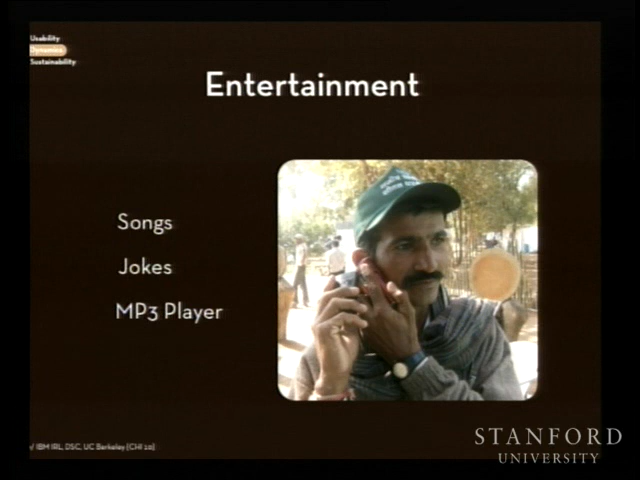 Usability
Dynamics
Sustainability
Entertainment
Songs
Jokes
MP3 Player
/ IBM IRL, DSC, UC Berkeley [CHI 10]
STANFORD
UNIVERSITY